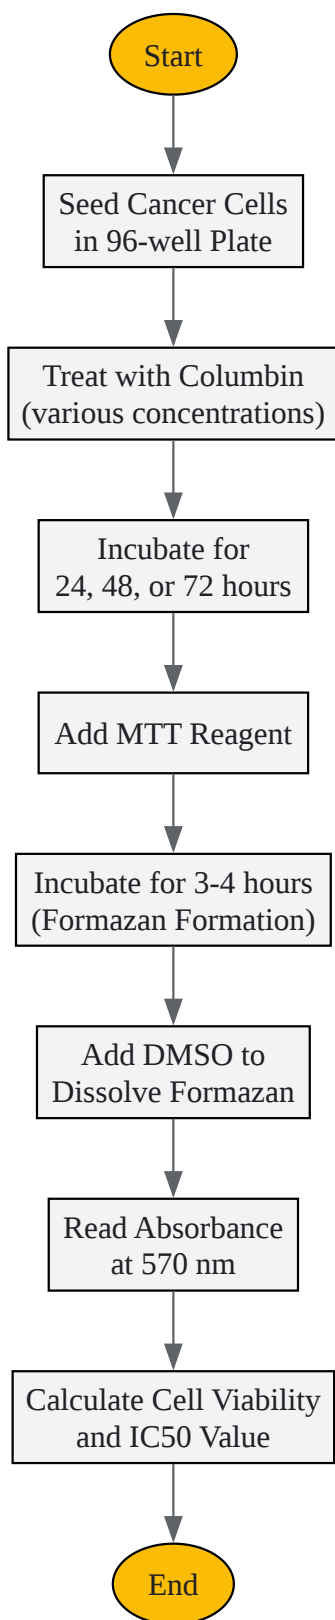 Start
Seed Cancer Cells
in 96-well Plate
Treat with Columbin
(various concentrations)
Incubate for
24, 48, or 72 hours
Add MTT Reagent
Incubate for 3-4 hours
(Formazan Formation)
Add DMSO to
Dissolve Formazan
Read Absorbance
at 570 nm
Calculate Cell Viability
and IC50 Value
End